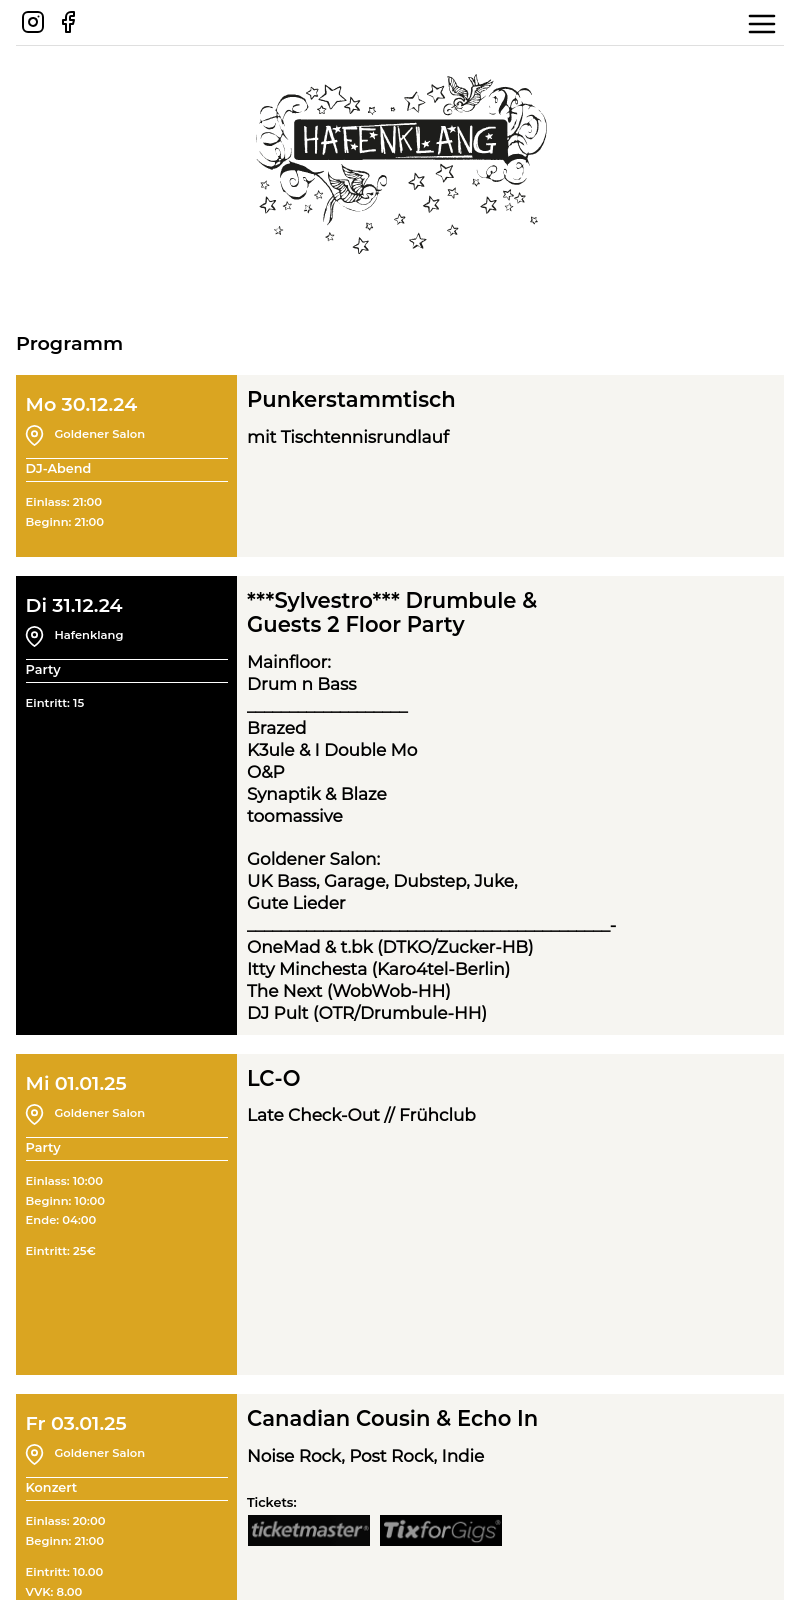 HAFENKLANG
Programm
Mo 30.12.24
Goldener Salon
DJ-Abend
Einlass: 21:00
Beginn: 21:00
Punkerstammtisch
mit Tischtennisrundlauf
Di 31.12.24
Hafenklang
Party
Eintritt: 15
***Sylvestro*** Drumbule &
Guests 2 Floor Party
Mainfloor:
Drum n Bass
___________________
Brazed
K3ule & I Double Mo
O&P
Synaptik & Blaze
toomassive
Goldener Salon:
UK Bass, Garage, Dubstep, Juke,
Gute Lieder
___________________________________________-
OneMad & t.bk (DTKO/Zucker-HB)
Itty Minchesta (Karo4tel-Berlin)
The Next (WobWob-HH)
DJ Pult (OTR/Drumbule-HH)
Mi 01.01.25
Goldener Salon
Party
Einlass: 10:00
Beginn: 10:00
Ende: 04:00
Eintritt: 25€
LC-O
Late Check-Out // Frühclub
Fr 03.01.25
Goldener Salon
Konzert
Einlass: 20:00
Beginn: 21:00
Eintritt: 10.00
VVK: 8.00
Canadian Cousin & Echo In
Noise Rock, Post Rock, Indie
Tickets:
ticketmaster® TixforGigs®